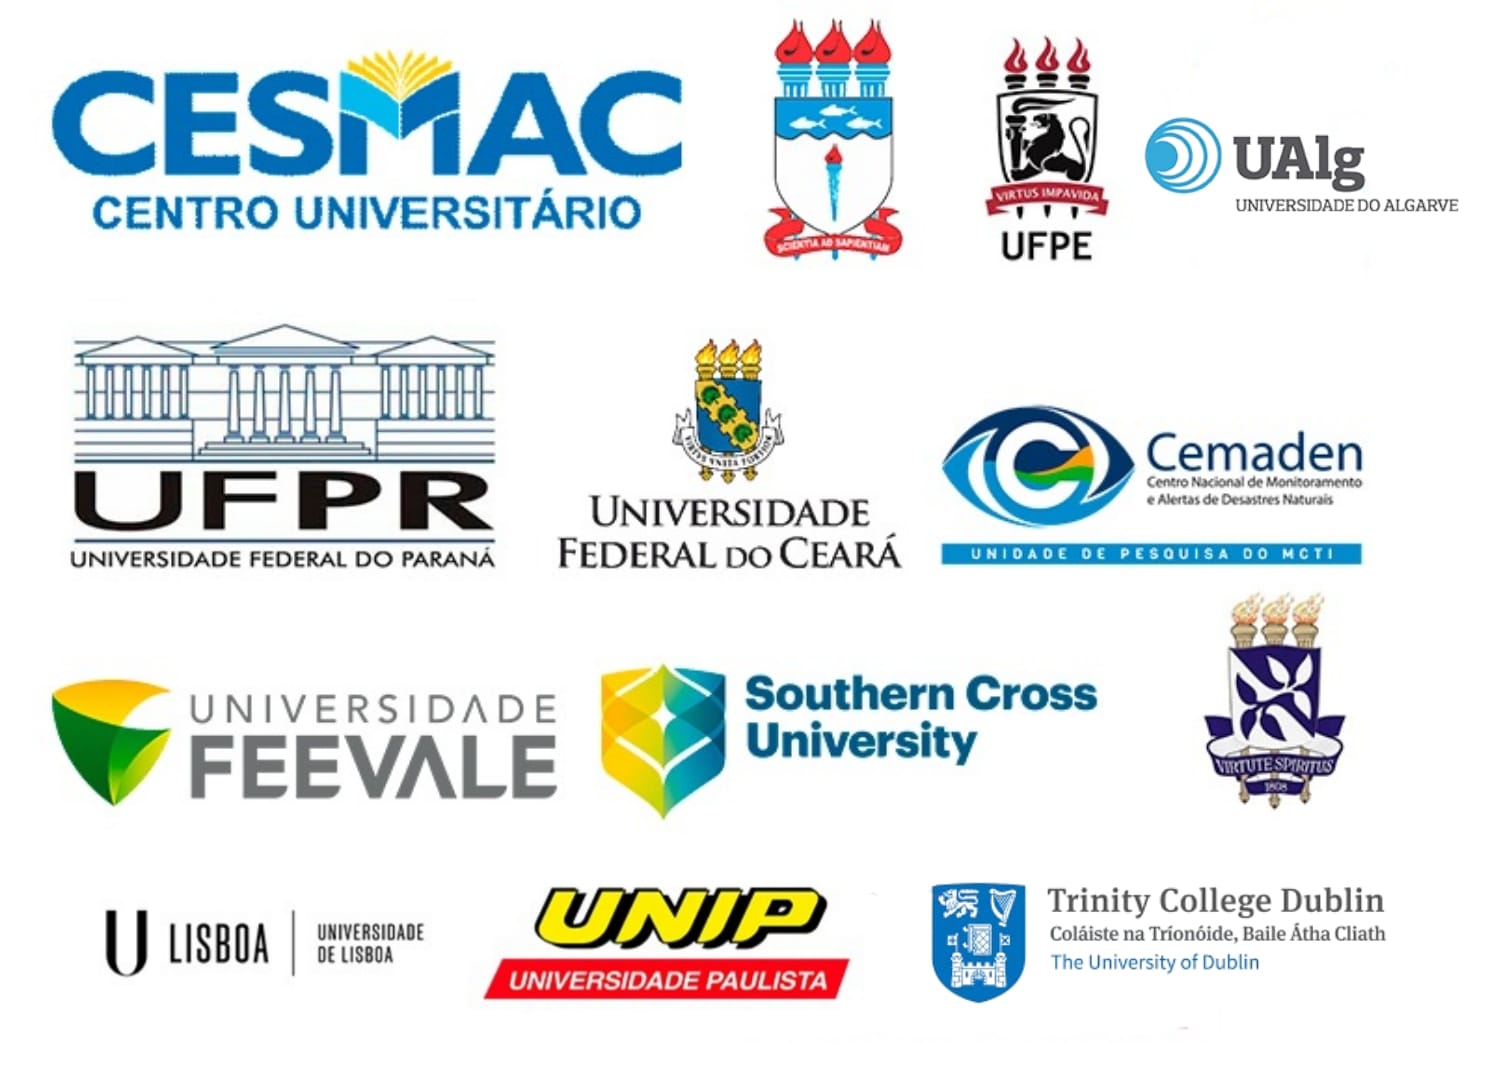 CESMAC
CENTRO UNIVERSITÁRIO
SCIENTIA AD SAPIENTIAM
VIRTUS IMPAVIDA
UFPE
UAlg
UNIVERSIDADE DO ALGARVE
UFPR
UNIVERSIDADE FEDERAL DO PARANÁ
VIRTUS UNITA FORTIOR
UNIVERSIDADE
FEDERAL DO CEARÁ
Cemaden
Centro Nacional de Monitoramento
e Alertas de Desastres Naturais
UNIDADE DE PESQUISA DO MCTI
UNIVERSIDADE
FEEVALE
Southern Cross
University
VIRTUTE SPIRITUS
1808
U LISBOA
UNIVERSIDADE
DE LISBOA
UNIP
UNIVERSIDADE PAULISTA
Trinity College Dublin
Coláiste na Tríonóide, Baile Átha Cliath
The University of Dublin